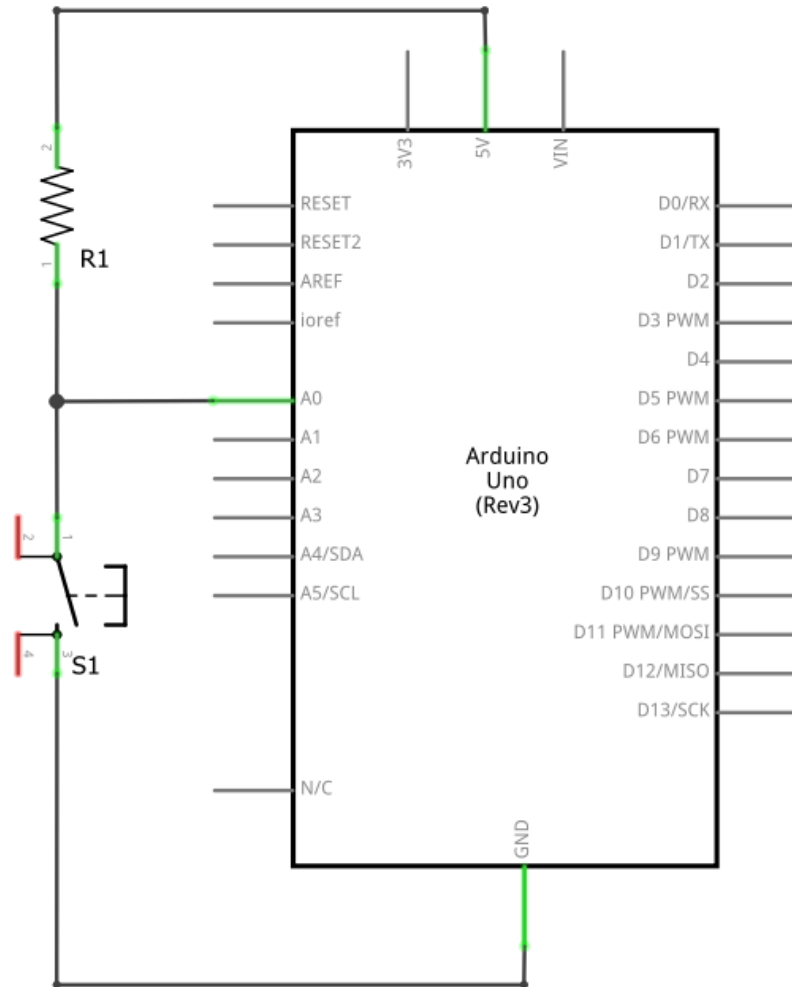 3V3
5V
VIN
2
1
R1
RESET
RESET2
AREF
ioref
A0
A1
A2
A3
A4/SDA
A5/SCL
N/C
Arduino
Uno
(Rev3)
D0/RX
D1/TX
D2
D3 PWM
D4
D5 PWM
D6 PWM
D7
D8
D9 PWM
D10 PWM/SS
D11 PWM/MOSI
D12/MISO
D13/SCK
2
1
4
3
S1
GND